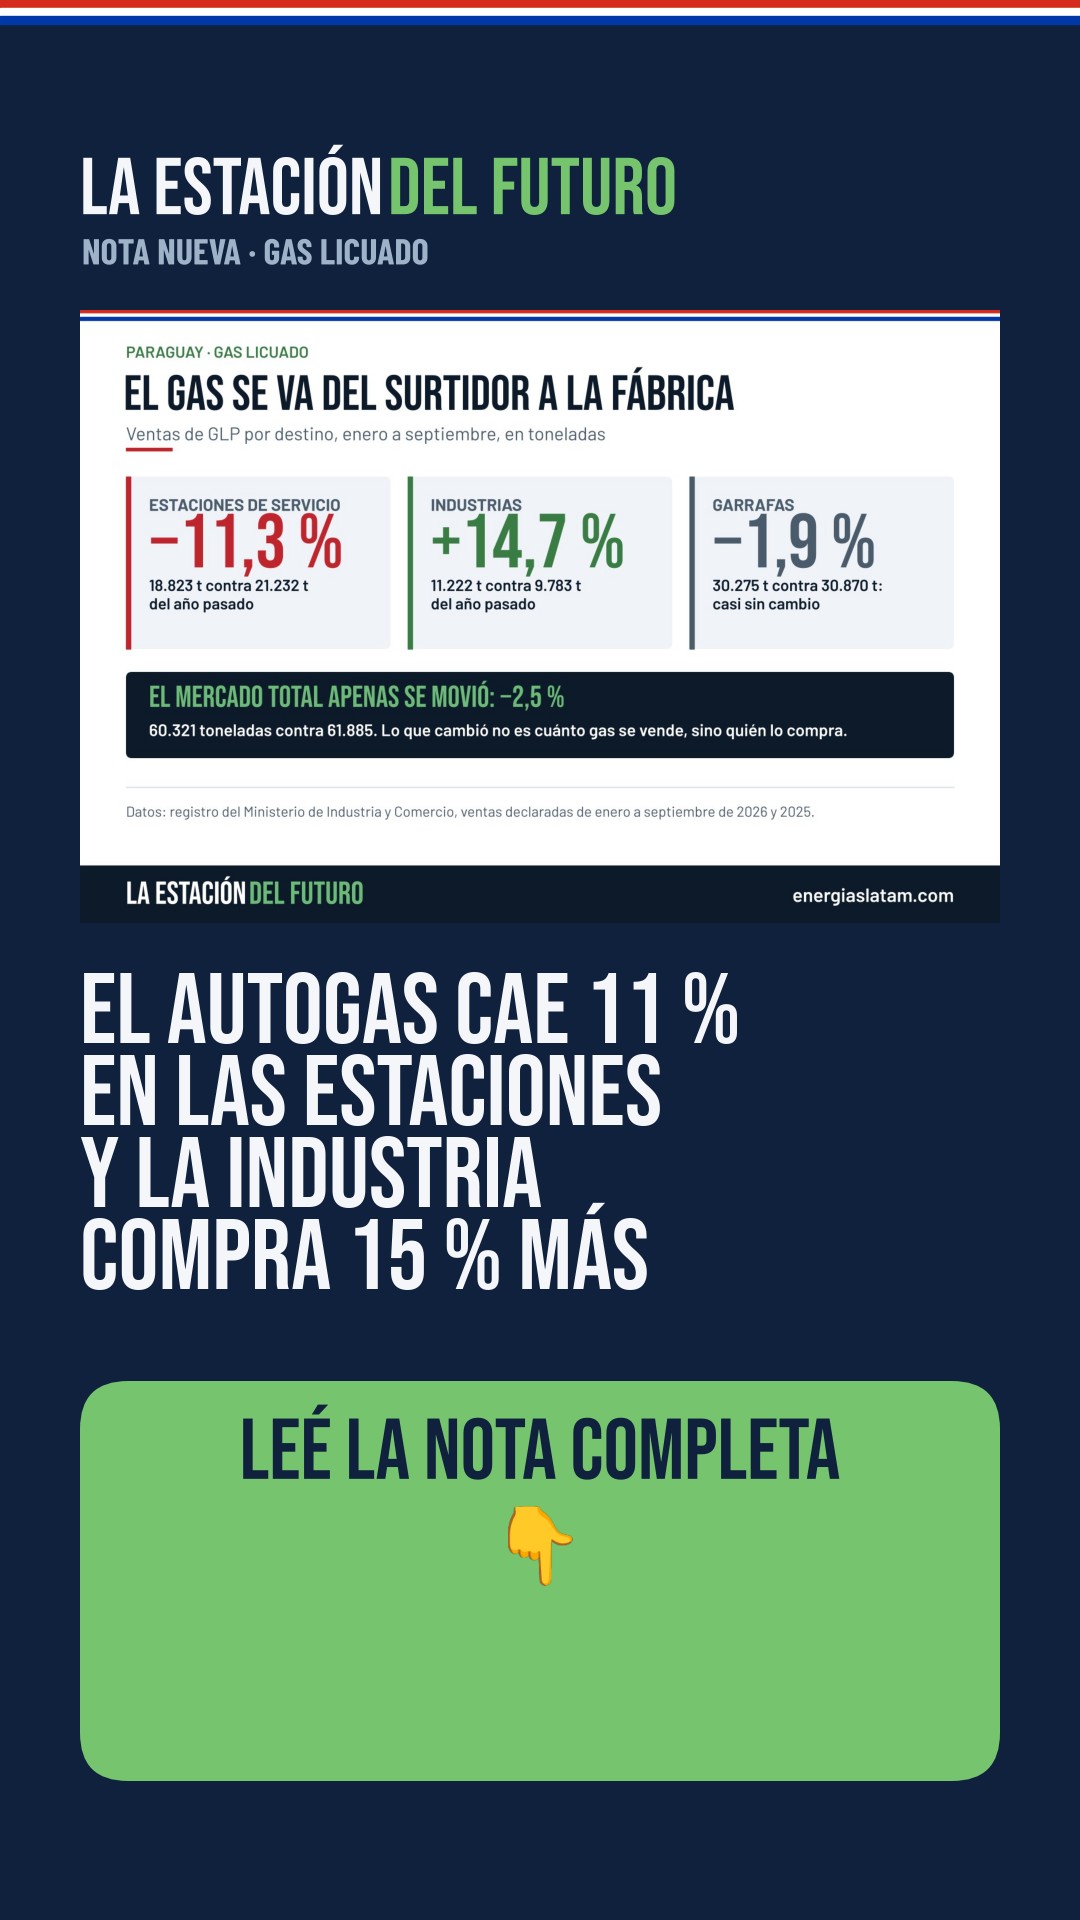 LA ESTACIÓN DEL FUTURO
NOTA NUEVA · GAS LICUADO
PARAGUAY · GAS LICUADO
EL GAS SE VA DEL SURTIDOR A LA FÁBRICA
Ventas de GLP por destino, enero a septiembre, en toneladas
ESTACIONES DE SERVICIO
−11,3 %
18.823 t contra 21.232 t
del año pasado
INDUSTRIAS
+14,7 %
11.222 t contra 9.783 t
del año pasado
GARRAFAS
−1,9 %
30.275 t contra 30.870 t:
casi sin cambio
EL MERCADO TOTAL APENAS SE MOVIÓ: −2,5 %
60.321 toneladas contra 61.885. Lo que cambió no es cuánto gas se vende, sino quién lo compra.
Datos: registro del Ministerio de Industria y Comercio, ventas declaradas de enero a septiembre de 2026 y 2025.
LA ESTACIÓN DEL FUTURO
energiaslatam.com
EL AUTOGAS CAE 11 %
EN LAS ESTACIONES
Y LA INDUSTRIA
COMPRA 15 % MÁS
LEÉ LA NOTA COMPLETA